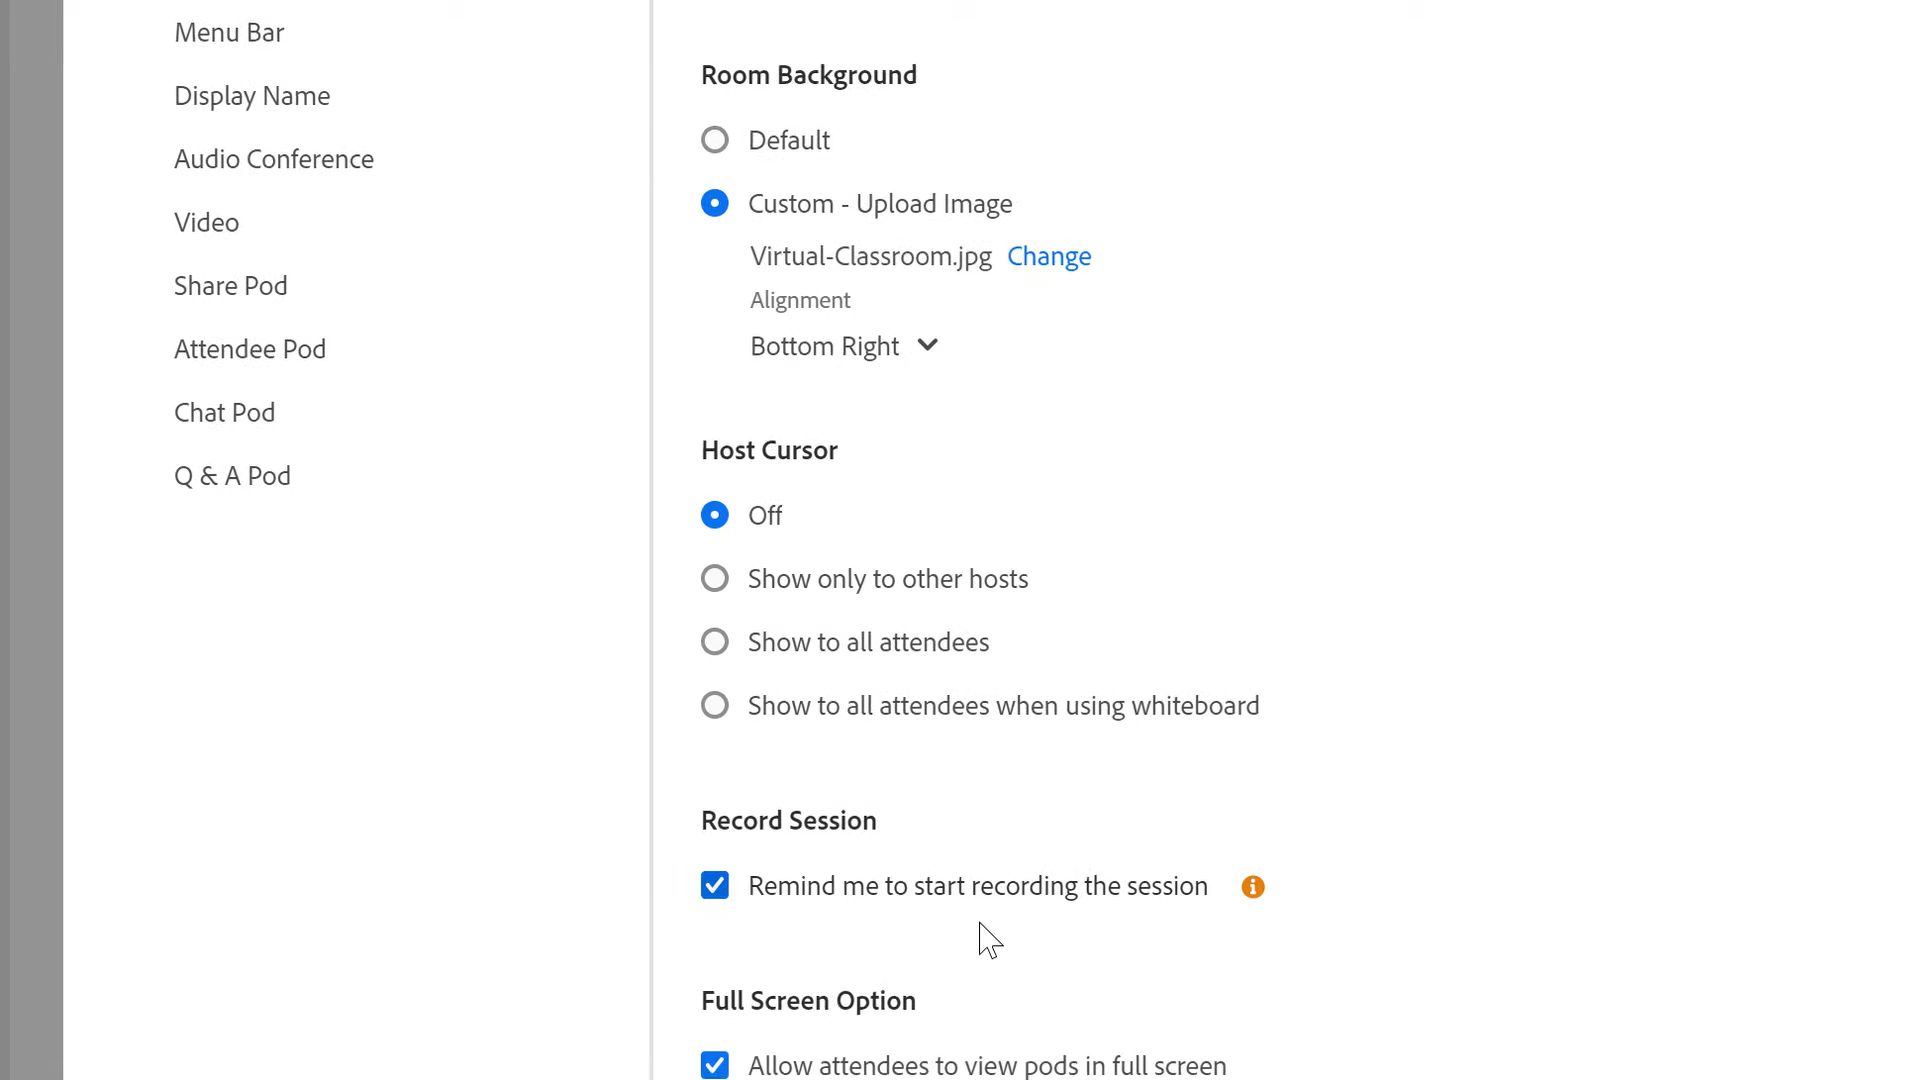 Menu Bar
Display Name
Audio Conference
Video
Share Pod
Attendee Pod
Chat Pod
Q & A Pod
Room Background
Default
Custom - Upload Image
Virtual-Classroom.jpg Change
Alignment
Bottom Right
Host Cursor
Off
Show only to other hosts
Show to all attendees
Show to all attendees when using whiteboard
Record Session
Remind me to start recording the session
Full Screen Option
Allow attendees to view pods in full screen